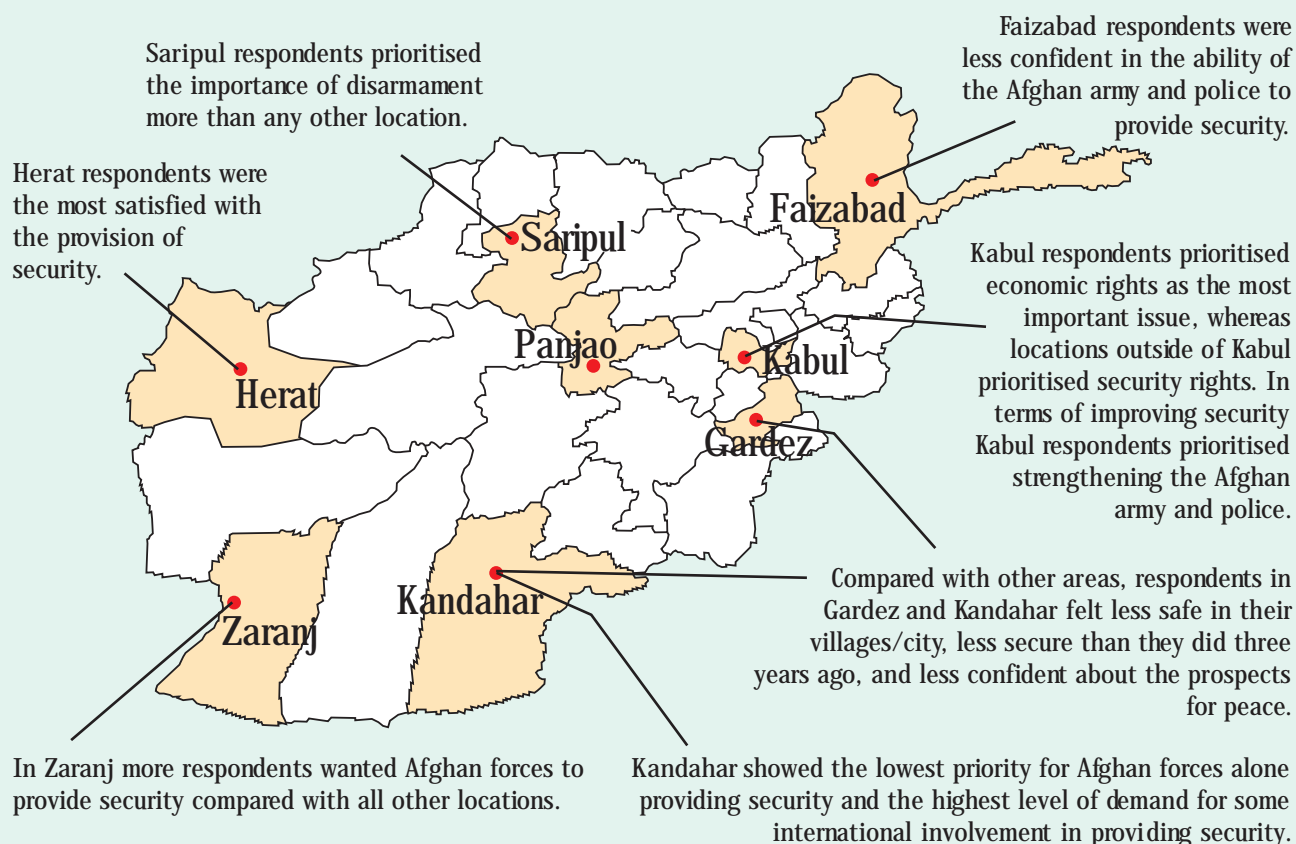 Saripul respondents prioritised
the importance of disarmament
more than any other location.
Faizabad respondents were
less confident in the ability of
the Afghan army and police to
provide security.
Herat respondents were
the most satisfied with
the provision of
security.
Faizabad
Saripul
Kabul respondents prioritised
economic rights as the most
important issue, whereas
locations outside of Kabul
prioritised security rights. In
terms of improving security
Kabul respondents prioritised
strengthening the Afghan
army and police.
Panjao
Kabul
Herat
Gardez
Kandahar
Zaranj
Compared with other areas, respondents in
Gardez and Kandahar felt less safe in their
villages/city, less secure than they did three
years ago, and less confident about the prospects
for peace.
In Zaranj more respondents wanted Afghan forces to
provide security compared with all other locations.
Kandahar showed the lowest priority for Afghan forces alone
providing security and the highest level of demand for some
international involvement in providing security.